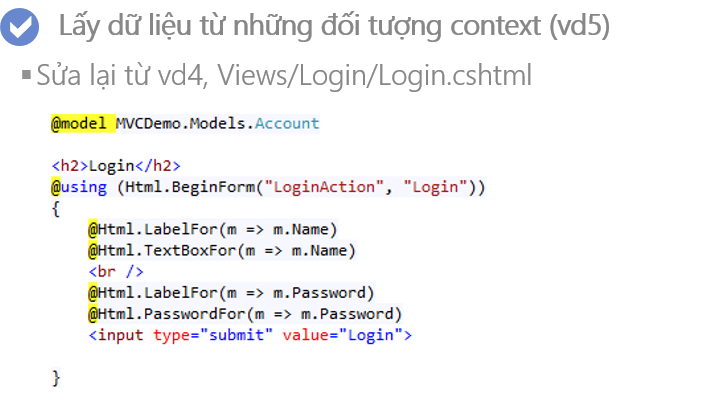 Lấy dữ liệu từ những đối tượng context (vd5)
▪Sửa lại từ vd4, Views/Login/Login.cshtml
@model MVCDemo.Models.Account
<h2>Login</h2>
@using (Html.BeginForm("LoginAction", "Login"))
{
@Html.LabelFor(m => m.Name)
@Html.TextBoxFor(m => m.Name)
<br />
@Html.LabelFor(m => m.Password)
@Html.PasswordFor(m => m.Password)
<input type="submit" value="Login">
}